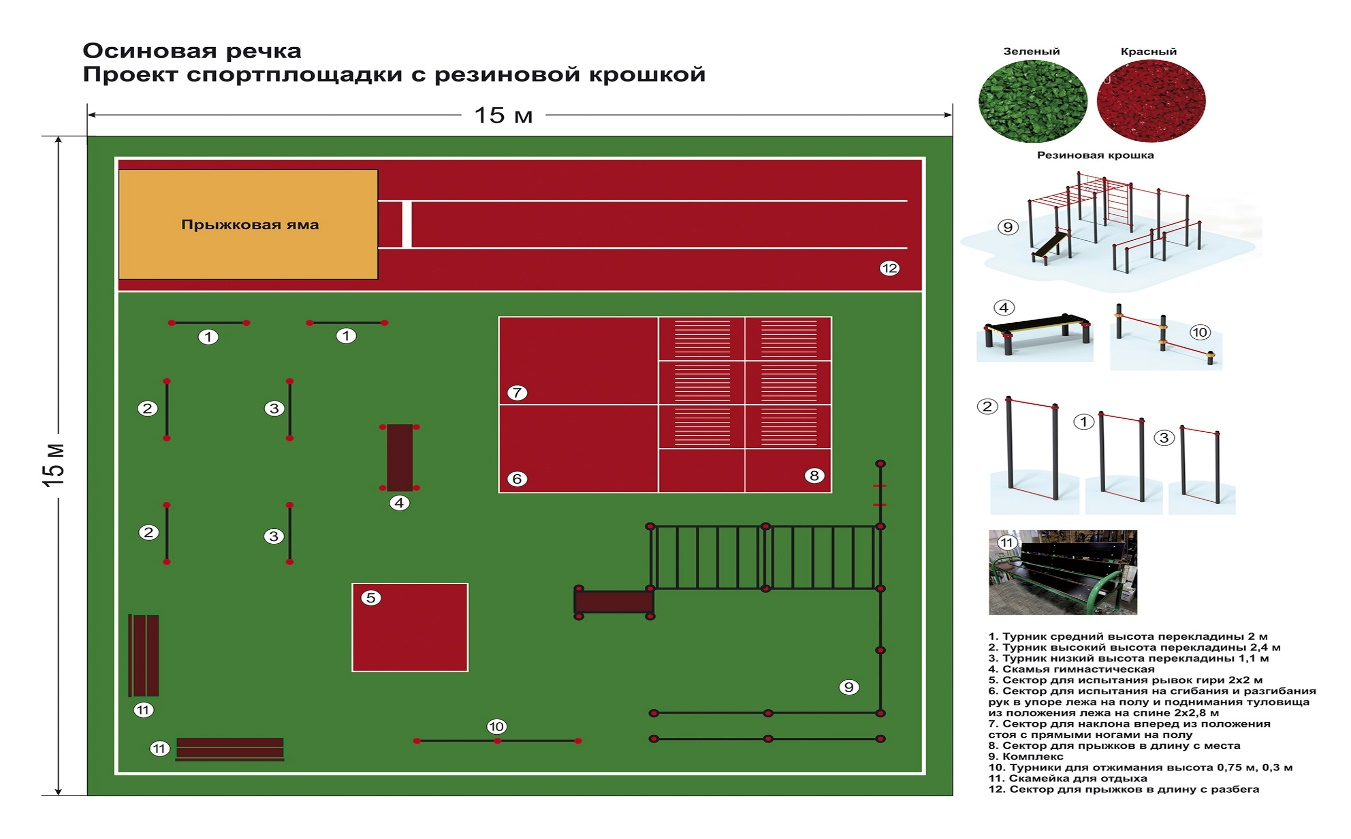 Осиновая речка
Проект спортплощадки с резиновой крошкой
15 м
15 м
Прыжковая яма
12
1
1
2
3
7
4
6
8
2
3
5
9
11
10
11
Зеленый
Красный
Резиновая крошка
9
4
10
2
1
3
11
1. Турник средний высота перекладины 2 м
2. Турник высокий высота перекладины 2,4 м
3. Турник низкий высота перекладины 1,1 м
4. Скамья гимнастическая
5. Сектор для испытания рывок гири 2х2 м
6. Сектор для испытания на сгибания и разгибания
рук в упоре лежа на полу и поднимания туловища
из положения лежа на спине 2х2,8 м
7. Сектор для наклона вперед из положения
стоя с прямыми ногами на полу
8. Сектор для прыжков в длину с места
9. Комплекс
10. Турники для отжимания высота 0,75 м, 0,3 м
11. Скамейка для отдыха
12. Сектор для прыжков в длину с разбега